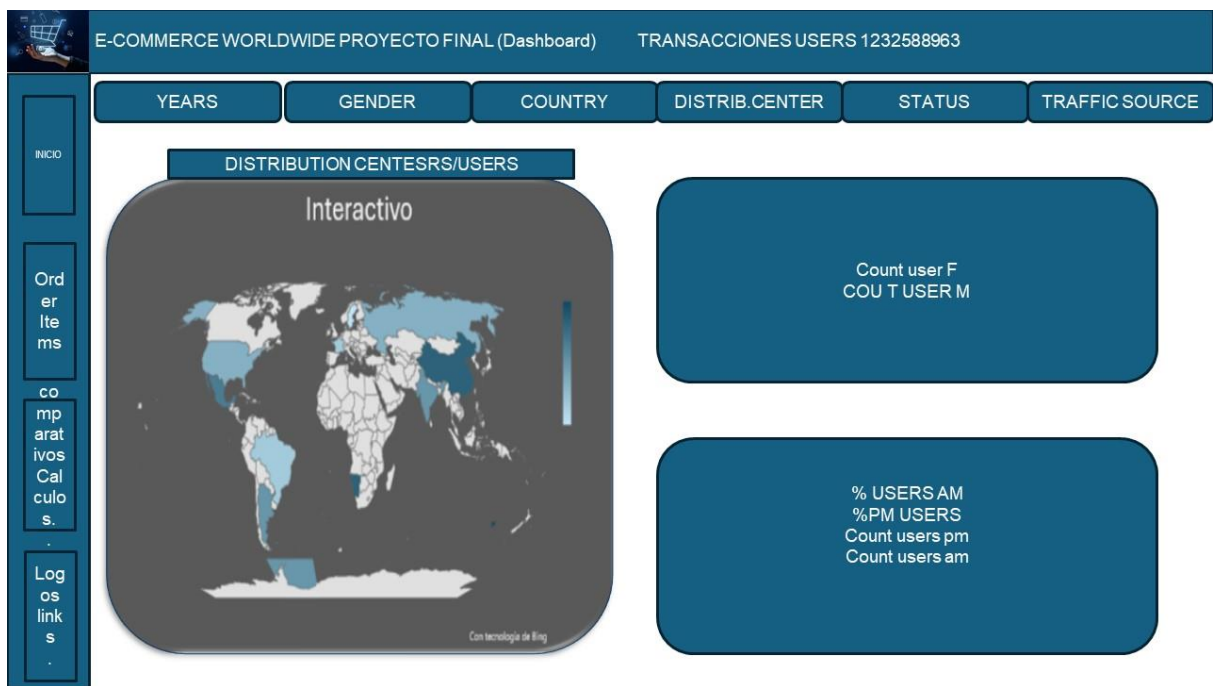 E-COMMERCE WORLDWIDE PROYECTO FINAL (Dashboard) TRANSACCIONES USERS 1232588963
YEARS
GENDER
COUNTRY
DISTRIB.CENTER
STATUS
TRAFFIC SOURCE
INICIO
Ord
er
Ite
ms
co
mp
arat
ivos
Cal
culo
s.
.
Log
os
link
s
.
DISTRIBUTION CENTESRS/USERS
Interactivo
Con tecnología de Bing
Count user F
COU T USER M
% USERS AM
%PM USERS
Count users pm
Count users am